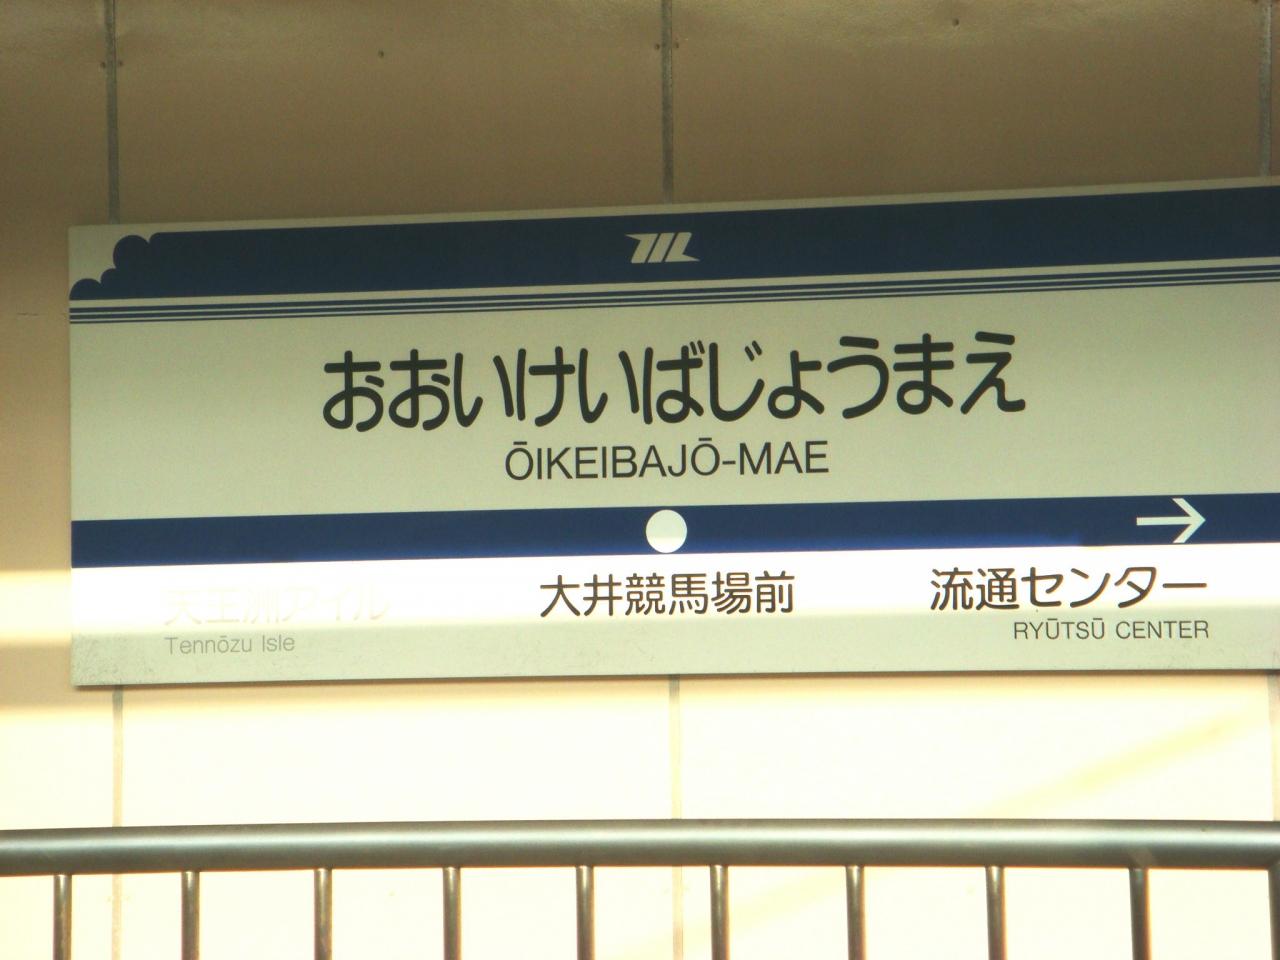 おおいけいばじょうまえ
ŌIKEIBAJŌ-MAE
天王洲アイル 大井競馬場前 流通センター
Tennōzu Isle RYŪTSŪ CENTER